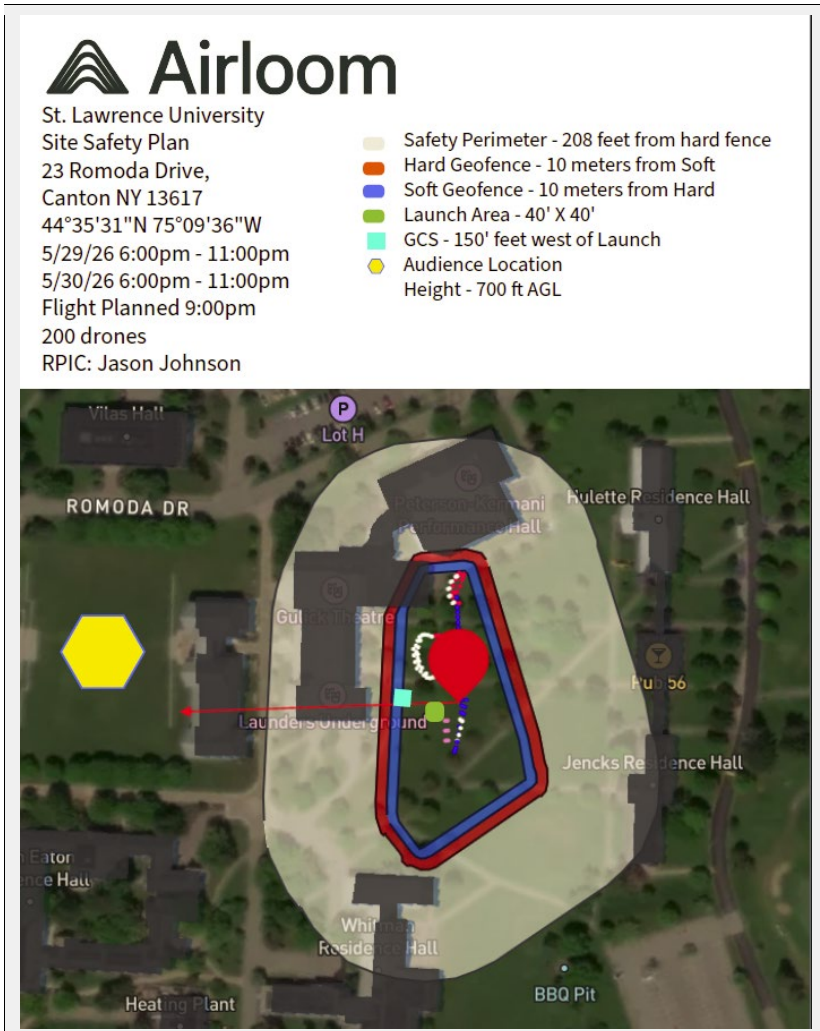 Airloom
St. Lawrence University
Site Safety Plan
23 Romoda Drive,
Canton NY 13617
44°35'31"N 75°09'36"W
5/29/26 6:00pm - 11:00pm
5/30/26 6:00pm - 11:00pm
Flight Planned 9:00pm
200 drones
RPIC: Jason Johnson
Safety Perimeter - 208 feet from hard fence
Hard Geofence - 10 meters from Soft
Soft Geofence - 10 meters from Hard
Launch Area - 40' X 40'
GCS - 150' feet west of Launch
Audience Location
Height - 700 ft AGL
Vilas Hall
P
Lot H
ROMODA DR
Peterson-Kermani
Performance Hall
Hulette Residence Hall
Gulick Theatre
Pub 56
Launders Underground
Jencks Residence Hall
Eaton
ence Hall
Whitman
Residence Hall
BBQ Pit
Heating Plant